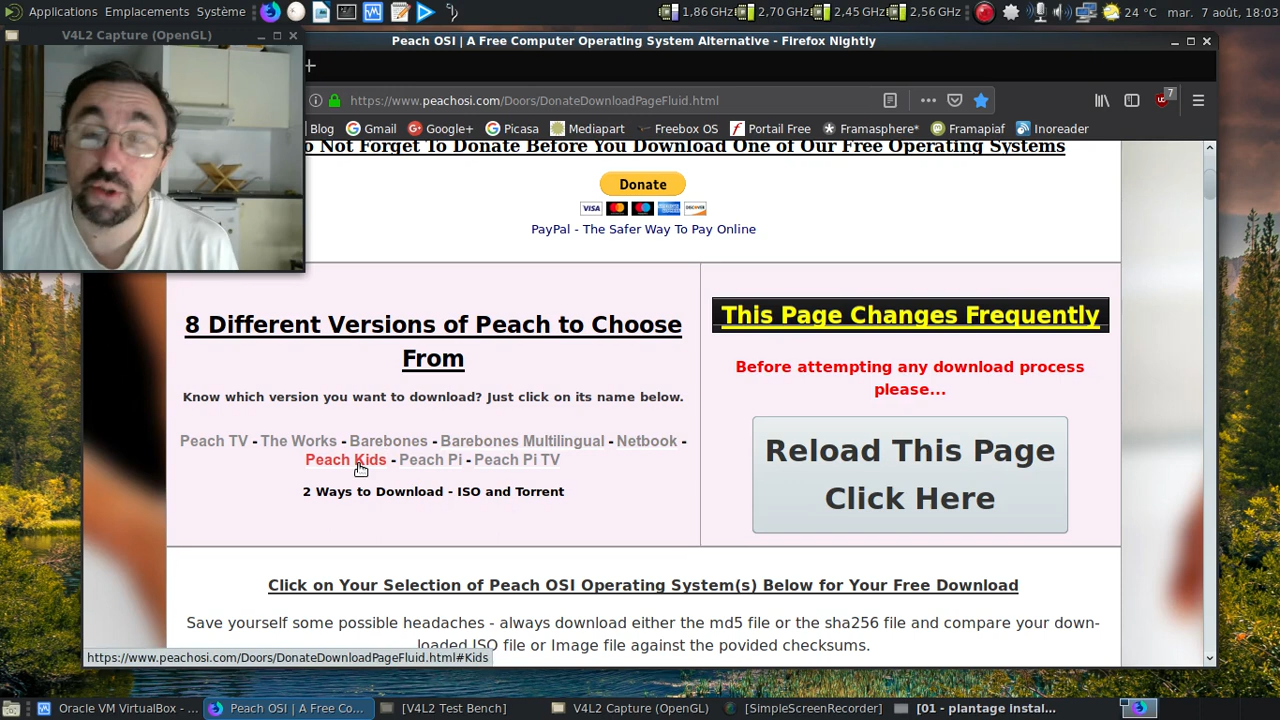 Applications Emplacements Système 1,86 GHz 2,70 GHz 2,45 GHz 2,56 GHz 24 °C mar. 7 août, 18:03
V4L2 Capture (OpenGL)
Peach OSI | A Free Computer Operating System Alternative - Firefox Nightly
+
https://www.peachosi.com/Doors/DonateDownloadPageFluid.html 7
Blog Gmail Google+ Picasa Mediapart Freebox OS Portail Free Framasphere* Framapiaf Inoreader
o Not Forget To Donate Before You Download One of Our Free Operating Systems
Donate
VISA
DISCOVER
PayPal - The Safer Way To Pay Online
8 Different Versions of Peach to Choose
From
Know which version you want to download? Just click on its name below.
Peach TV - The Works - Barebones - Barebones Multilingual - Netbook -
Peach Kids - Peach Pi - Peach Pi TV
2 Ways to Download - ISO and Torrent
This Page Changes Frequently
Before attempting any download process
please...
Reload This Page
Click Here
Click on Your Selection of Peach OSI Operating System(s) Below for Your Free Download
Save yourself some possible headaches - always download either the md5 file or the sha256 file and compare your down-
loaded ISO file or Image file against the povided checksums.
https://www.peachosi.com/Doors/DonateDownloadPageFluid.html#Kids
Oracle VM VirtualBox - ... Peach OSI | A Free Co... [V4L2 Test Bench] V4L2 Capture (OpenGL) [SimpleScreenRecorder] [01 - plantage instal...